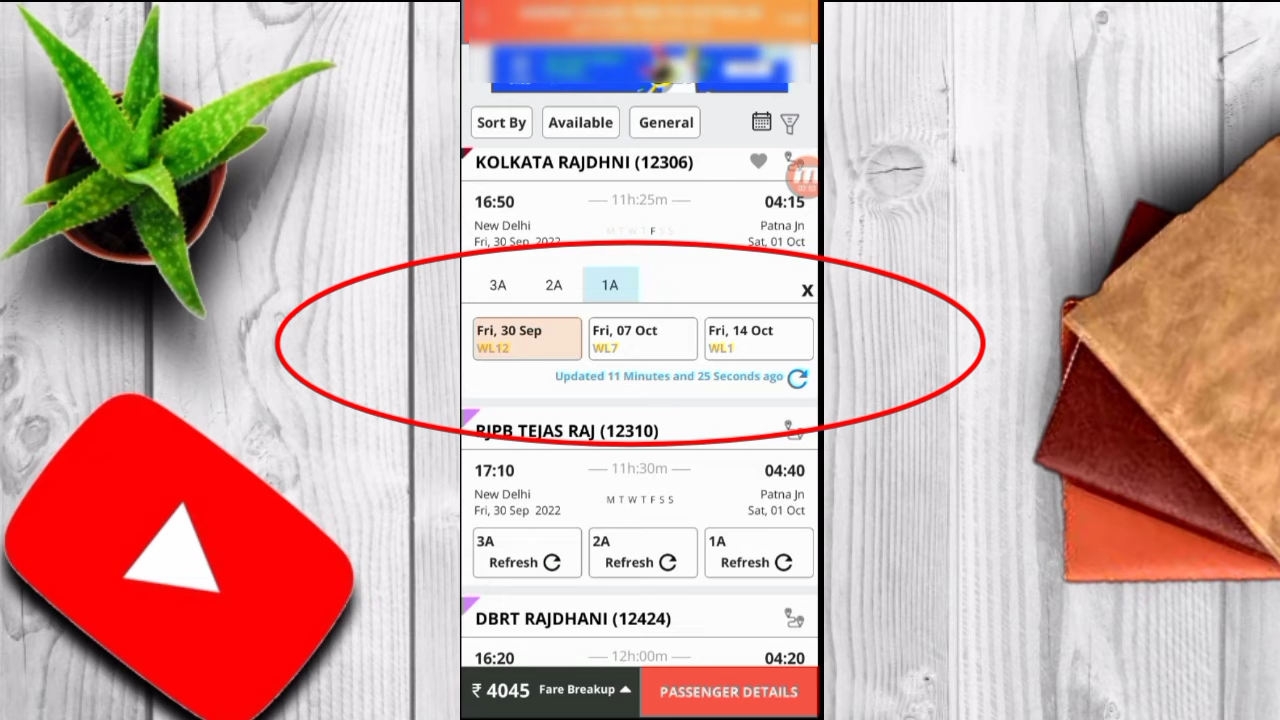 Sort By Available General
KOLKATA RAJDHNI (12306)
16:50 11h:25m 04:15
New Delhi M T W T F S S Patna Jn
Fri, 30 Sep 2022 Sat, 01 Oct
3A 2A 1A X
Fri, 30 Sep Fri, 07 Oct Fri, 14 Oct
WL12 WL7 WL1
Updated 11 Minutes and 25 Seconds ago
RJPB TEJAS RAJ (12310)
17:10 11h:30m 04:40
New Delhi M T W T F S S Patna Jn
Fri, 30 Sep 2022 Sat, 01 Oct
3A 2A 1A
Refresh Refresh Refresh
DBRT RAJDHANI (12424)
16:20 12h:00m 04:20
₹ 4045 Fare Breakup PASSENGER DETAILS